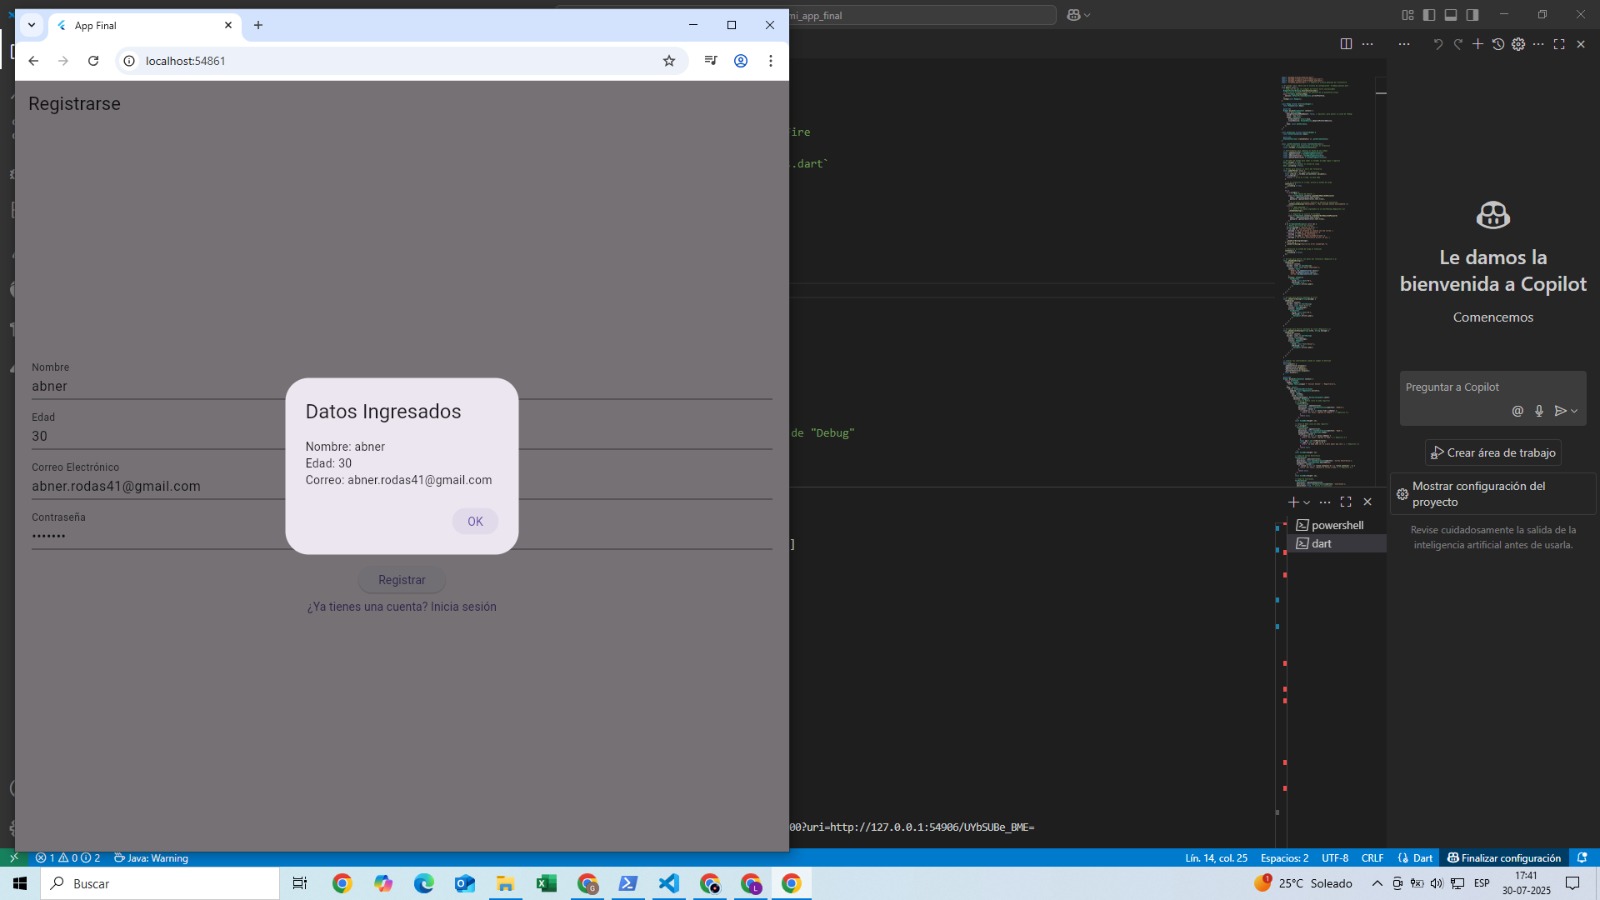 App Final
mi_app_final
localhost:54861
Registrarse
ire
.dart`
Nombre
abner
Edad
30
Correo Electrónico
abner.rodas41@gmail.com
Contraseña
•••••••
Datos Ingresados
Nombre: abner
Edad: 30
Correo: abner.rodas41@gmail.com
OK
Registrar
¿Ya tienes una cuenta? Inicia sesión
de "Debug"
]
00?uri=http://127.0.0.1:54906/UYbSUBe_BME=
powershell
dart
Le damos la
bienvenida a Copilot
Comencemos
Preguntar a Copilot
Crear área de trabajo
Mostrar configuración del
proyecto
Revise cuidadosamente la salida de la
inteligencia artificial antes de usarla.
1 0 2 Java: Warning
Lín. 14, col. 25 Espacios: 2 UTF-8 CRLF {} Dart Finalizar configuración
Buscar
1 25°C Soleado ESP
17:41
30-07-2025